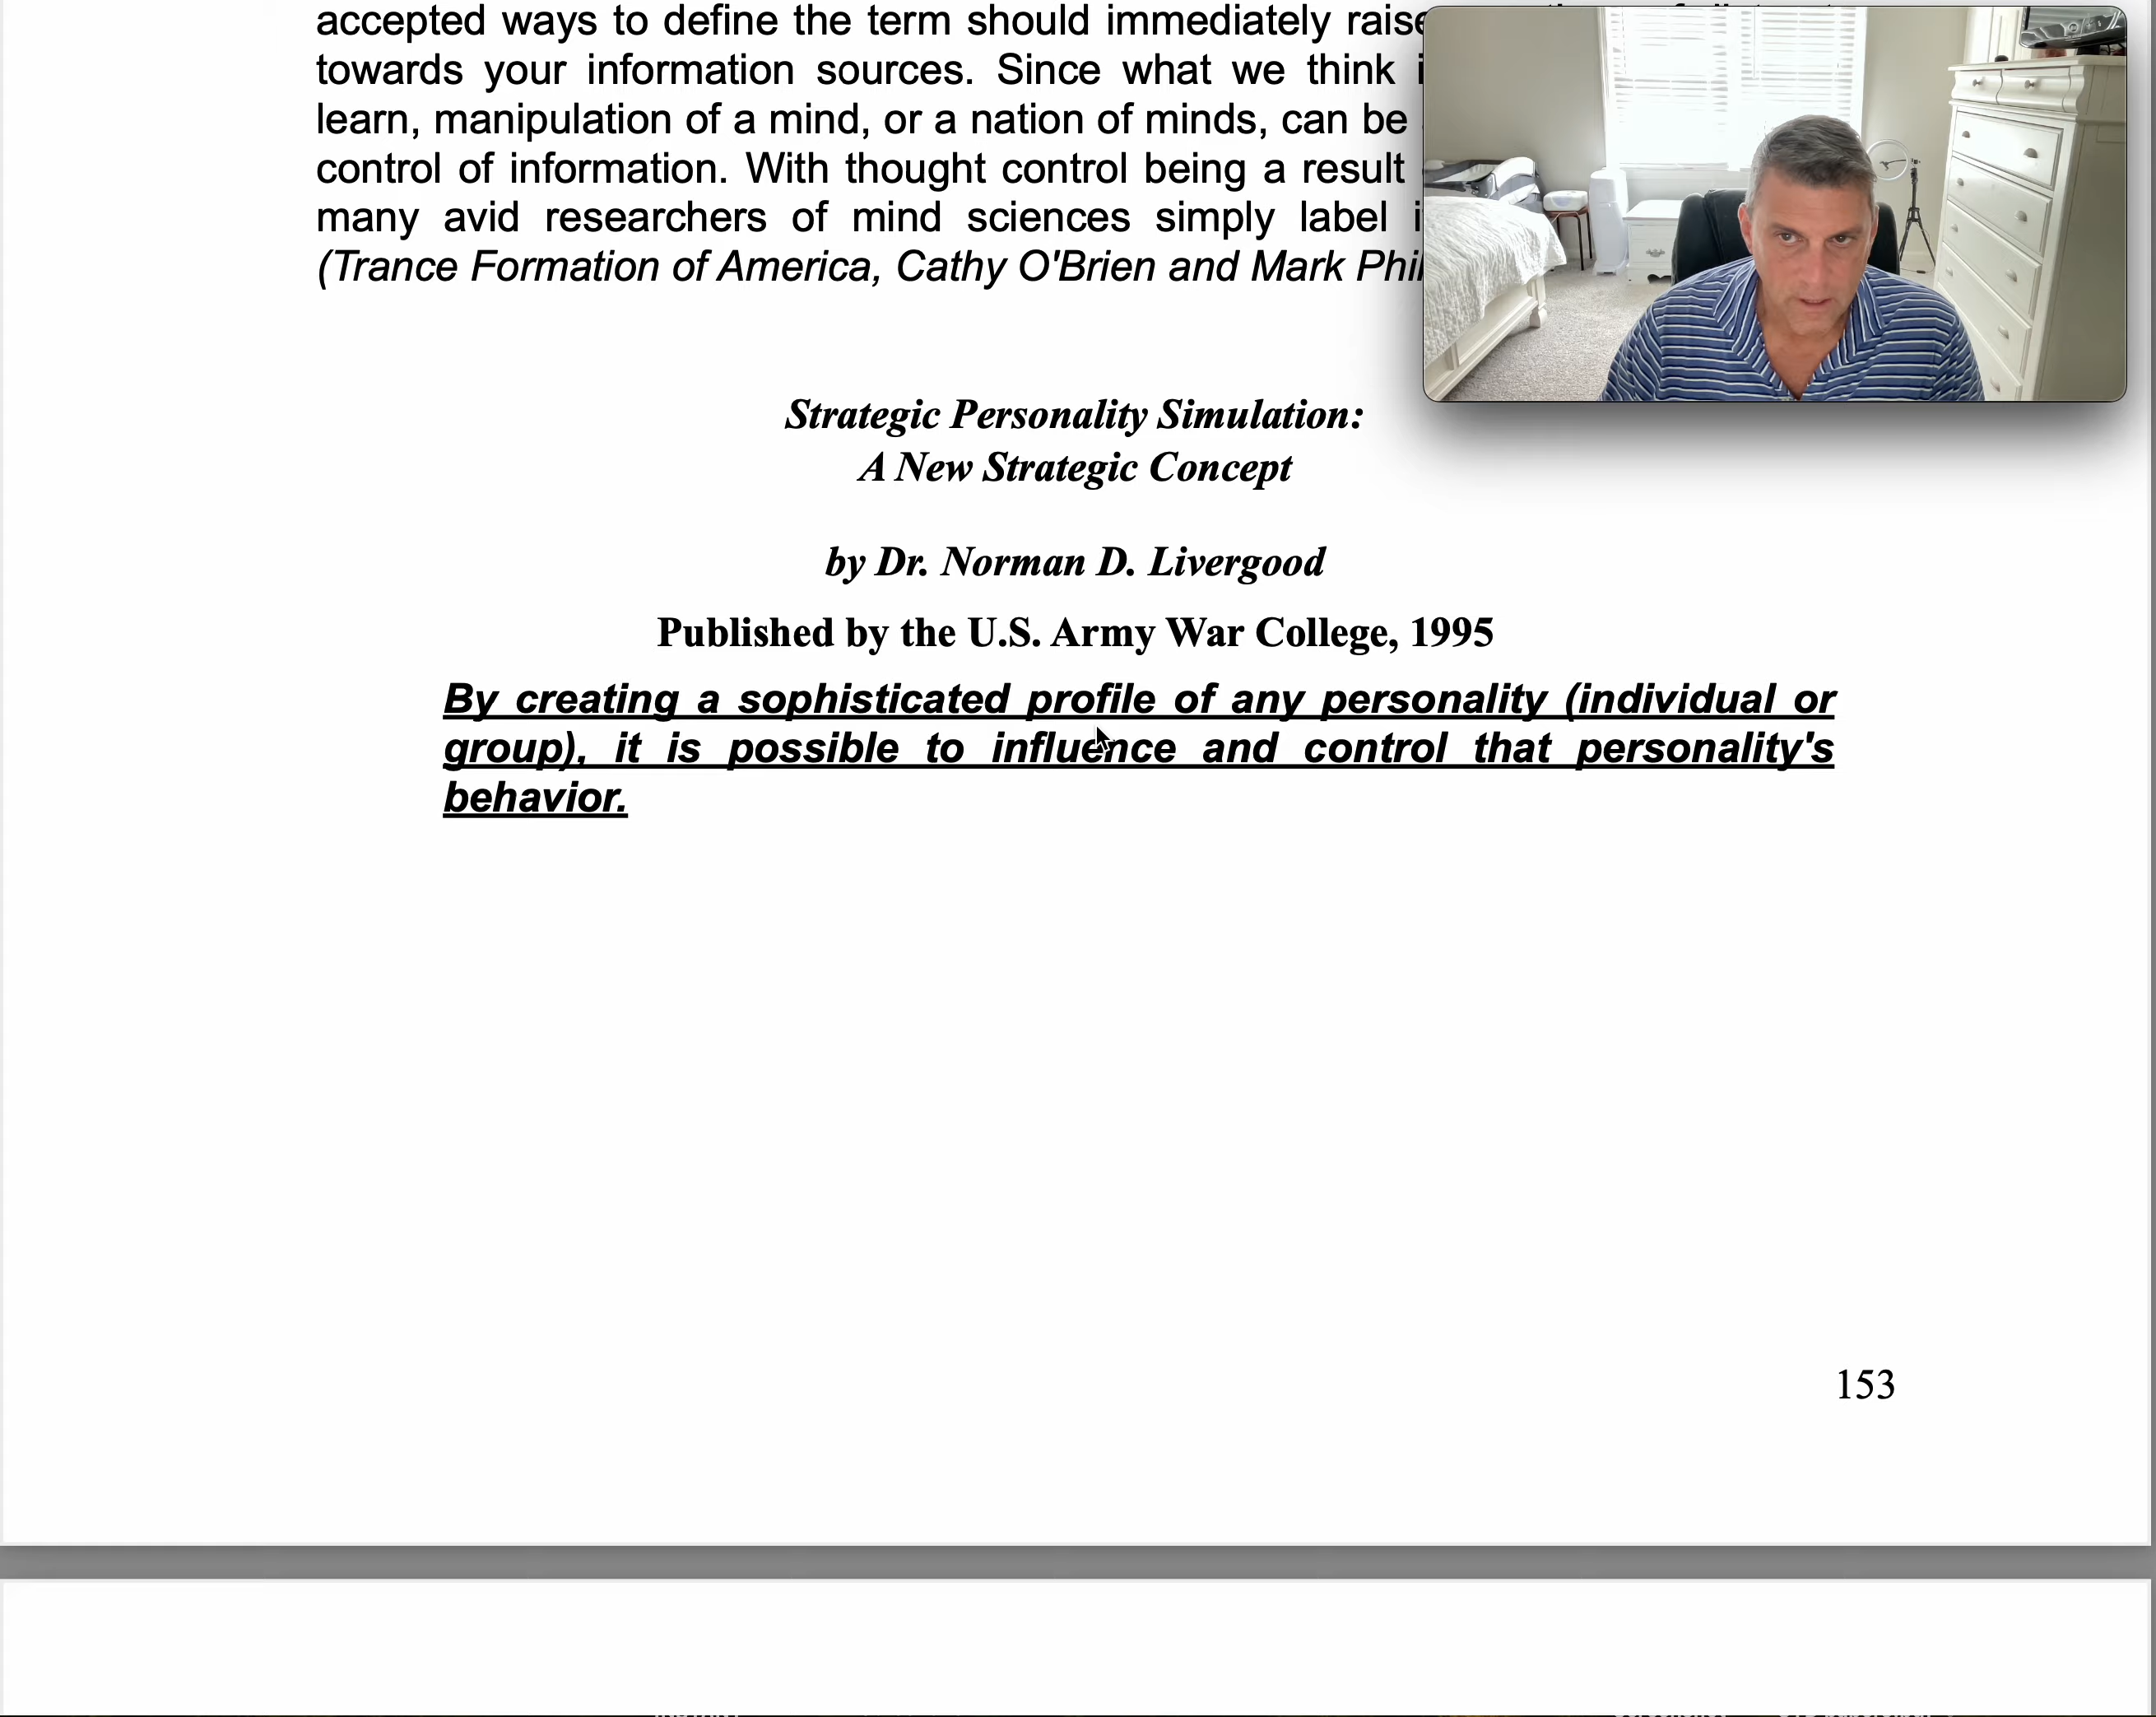 accepted ways to define the term should immediately raise
towards your information sources. Since what we think
learn, manipulation of a mind, or a nation of minds, can be
control of information. With thought control being a result
many avid researchers of mind sciences simply label
(Trance Formation of America, Cathy O'Brien and Mark
Strategic Personality Simulation:
A New Strategic Concept
by Dr. Norman D. Livergood
Published by the U.S. Army War College, 1995
By creating a sophisticated profile of any personality (individual or
group), it is possible to influence and control that personality's
behavior.
153